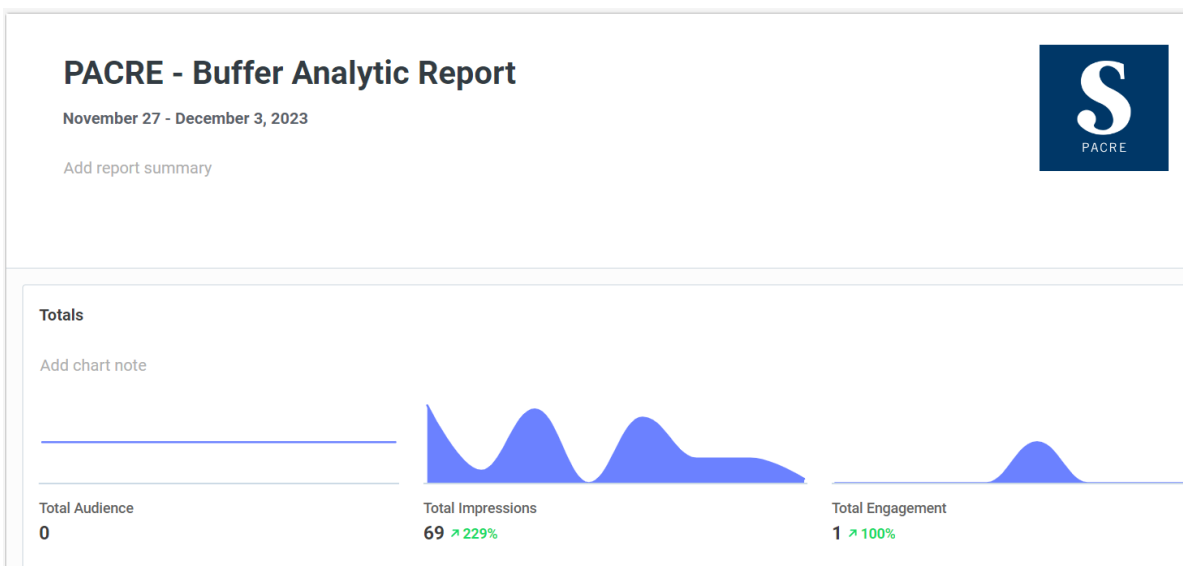 PACRE - Buffer Analytic Report
November 27 - December 3, 2023
Add report summary
S
PACRE
Totals
Add chart note
Total Audience
0
Total Impressions
69 ↗ 229%
Total Engagement
1 ↗ 100%